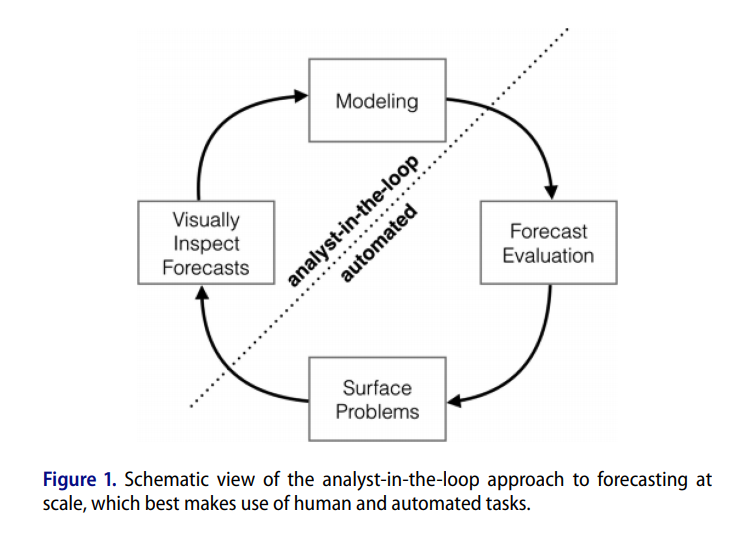 Modeling
analyst-in-the-loop
automated
Visually
Inspect
Forecasts
Forecast
Evaluation
Surface
Problems
Figure 1. Schematic view of the analyst-in-the-loop approach to forecasting at
scale, which best makes use of human and automated tasks.